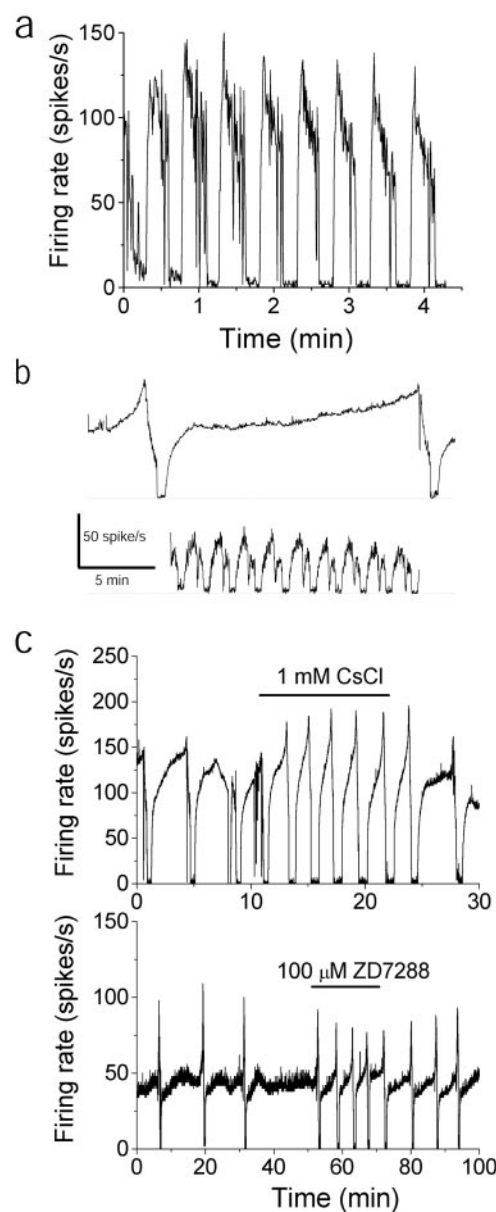 a
Firing rate (spikes/s)
150
100
50
0
0 1 2 3 4
Time (min)
b
50 spike/s
5 min
c
Firing rate (spikes/s)
250
200
150
100
50
0
1 mM CsCl
0 10 20 30
Firing rate (spikes/s)
150
100
50
0
100 μM ZD7288
0 20 40 60 80 100
Time (min)